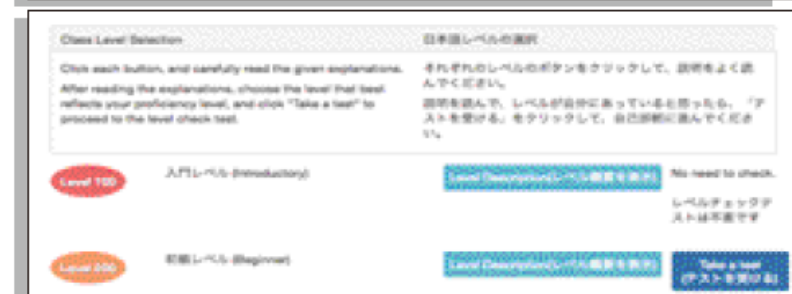 Class Level Selection
日本語レベルの選択
Click each button, and carefully read the given explanations.
After reading the explanations, choose the level that best
reflects your proficiency level, and click "Take a test" to
proceed to the level check test.
それぞれのレベルのボタンをクリックして、説明をよく読
んでください。
説明を読んで、レベルが自分にあっていると思ったら、「テ
ストを受ける」をクリックして、自己診断に進んでくださ
い。
Level 100
入門レベル (Introductory)
Level Description(レベル概要を表示)
No need to check.
レベルチェックテ
ストは不要です
初級レベル (Beginner)
Level Description(レベル概要を表示)
Take a test
(テストを受ける)